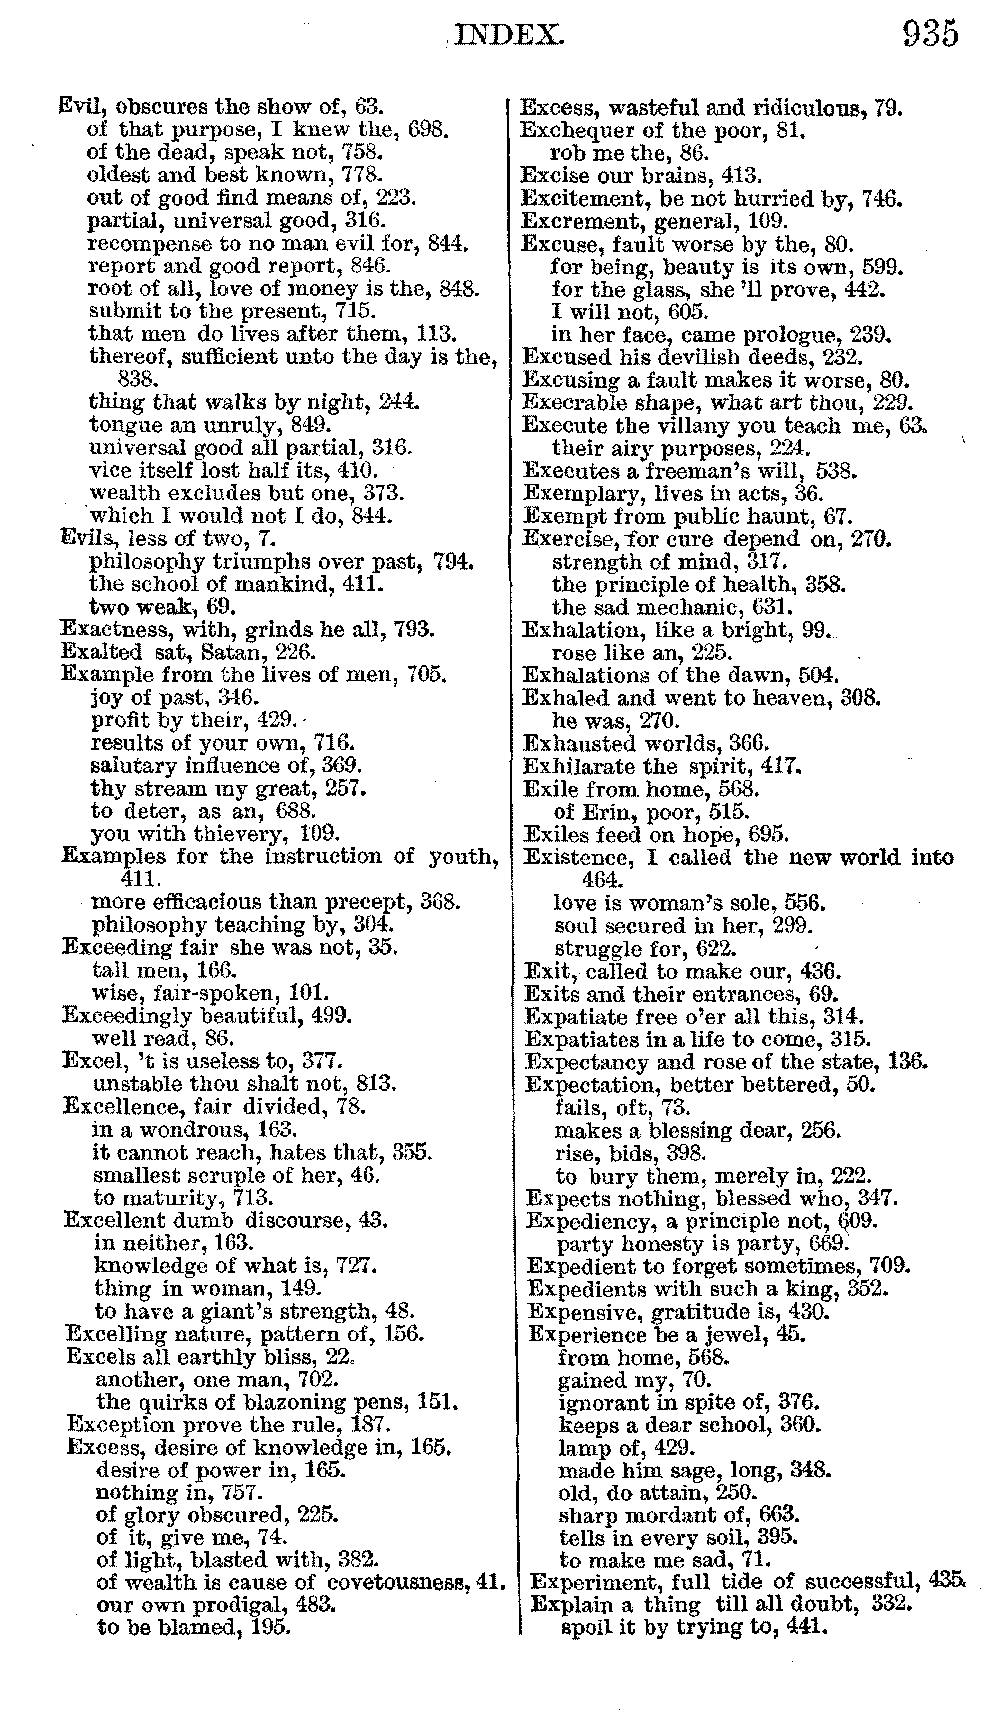 INDEX. 935
Evil, obscures the show of, 63.
of that purpose, I knew the, 698.
of the dead, speak not, 758.
oldest and best known, 778.
out of good find means of, 223.
partial, universal good, 316.
recompense to no man evil for, 844.
report and good report, 846.
root of all, love of money is the, 848.
submit to the present, 715.
that men do lives after them, 113.
thereof, sufficient unto the day is the,
838.
thing that walks by night, 244.
tongue an unruly, 849.
universal good all partial, 316.
vice itself lost half its, 410.
wealth excludes but one, 373.
which I would not I do, 844.
Evils, less of two, 7.
philosophy triumphs over past, 794.
the school of mankind, 411.
two weak, 69.
Exactness, with, grinds he all, 793.
Exalted sat, Satan, 226.
Example from the lives of men, 705.
joy of past, 346.
profit by their, 429.
results of your own, 716.
salutary influence of, 369.
thy stream my great, 257.
to deter, as an, 688.
you with thievery, 109.
Examples for the instruction of youth,
411.
more efficacious than precept, 368.
philosophy teaching by, 304.
Exceeding fair she was not, 35.
tall men, 166.
wise, fair-spoken, 101.
Exceedingly beautiful, 499.
well read, 86.
Excel, 't is useless to, 377.
unstable thou shalt not, 813.
Excellence, fair divided, 78.
in a wondrous, 163.
it cannot reach, hates that, 355.
smallest scruple of her, 46.
to maturity, 713.
Excellent dumb discourse, 43.
in neither, 163.
knowledge of what is, 727.
thing in woman, 149.
to have a giant's strength, 48.
Excelling nature, pattern of, 156.
Excels all earthly bliss, 22.
another, one man, 702.
the quirks of blazoning pens, 151.
Exception prove the rule, 187.
Excess, desire of knowledge in, 165.
desire of power in, 165.
nothing in, 757.
of glory obscured, 225.
of it, give me, 74.
of light, blasted with, 382.
of wealth is cause of covetousness, 41.
our own prodigal, 483.
to be blamed, 195.
Excess, wasteful and ridiculous, 79.
Exchequer of the poor, 81.
rob me the, 86.
Excise our brains, 413.
Excitement, be not hurried by, 746.
Excrement, general, 109.
Excuse, fault worse by the, 80.
for being, beauty is its own, 599.
for the glass, she 'll prove, 442.
I will not, 605.
in her face, came prologue, 239.
Excused his devilish deeds, 232.
Excusing a fault makes it worse, 80.
Execrable shape, what art thou, 229.
Execute the villany you teach me, 63.
their airy purposes, 224.
Executes a freeman's will, 538.
Exemplary, lives in acts, 36.
Exempt from public haunt, 67.
Exercise, for cure depend on, 270.
strength of mind, 317.
the principle of health, 358.
the sad mechanic, 631.
Exhalation, like a bright, 99.
rose like an, 225.
Exhalations of the dawn, 504.
Exhaled and went to heaven, 308.
he was, 270.
Exhausted worlds, 366.
Exhilarate the spirit, 417.
Exile from home, 568.
of Erin, poor, 515.
Exiles feed on hope, 695.
Existence, I called the new world into
464.
love is woman's sole, 556.
soul secured in her, 299.
struggle for, 622.
Exit, called to make our, 436.
Exits and their entrances, 69.
Expatiate free o'er all this, 314.
Expatiates in a life to come, 315.
Expectancy and rose of the state, 136.
Expectation, better bettered, 50.
fails, oft, 73.
makes a blessing dear, 256.
rise, bids, 398.
to bury them, merely in, 222.
Expects nothing, blessed who, 347.
Expediency, a principle not, 609.
party honesty is party, 669.
Expedient to forget sometimes, 709.
Expedients with such a king, 352.
Expensive, gratitude is, 430.
Experience be a jewel, 45.
from home, 568.
gained my, 70.
ignorant in spite of, 376.
keeps a dear school, 360.
lamp of, 429.
made him sage, long, 348.
old, do attain, 250.
sharp mordant of, 663.
tells in every soil, 395.
to make me sad, 71.
Experiment, full tide of successful, 435.
Explain a thing till all doubt, 332.
spoil it by trying to, 441.